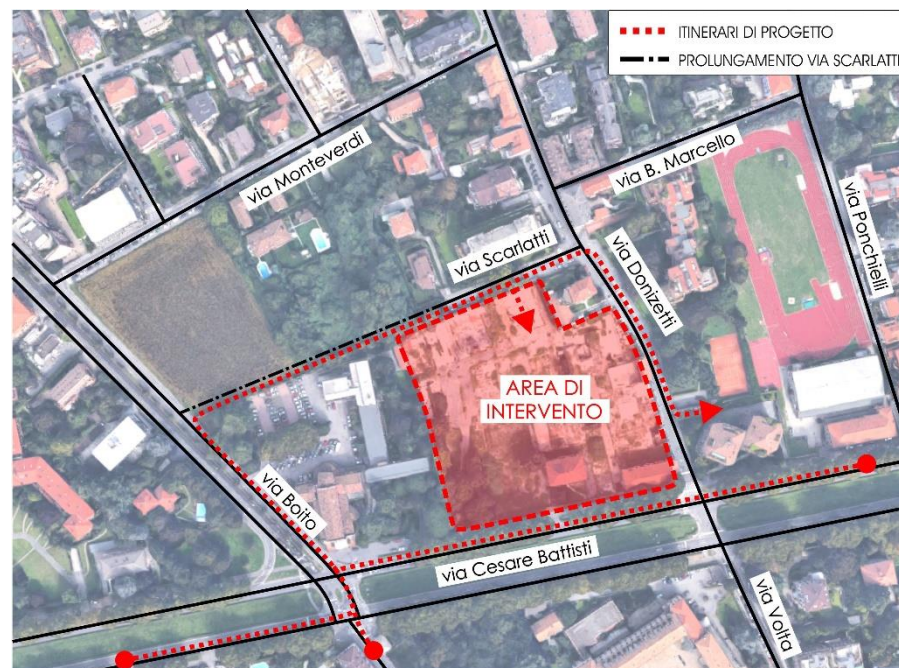 ITINERARI DI PROGETTO
PROLUNGAMENTO VIA SCARLATTI
via Monteverdi
via B. Marcello
via Scarlatti
via Donizetti
via Ponchielli
AREA DI
INTERVENTO
via Boito
via Cesare Battisti
via Volta